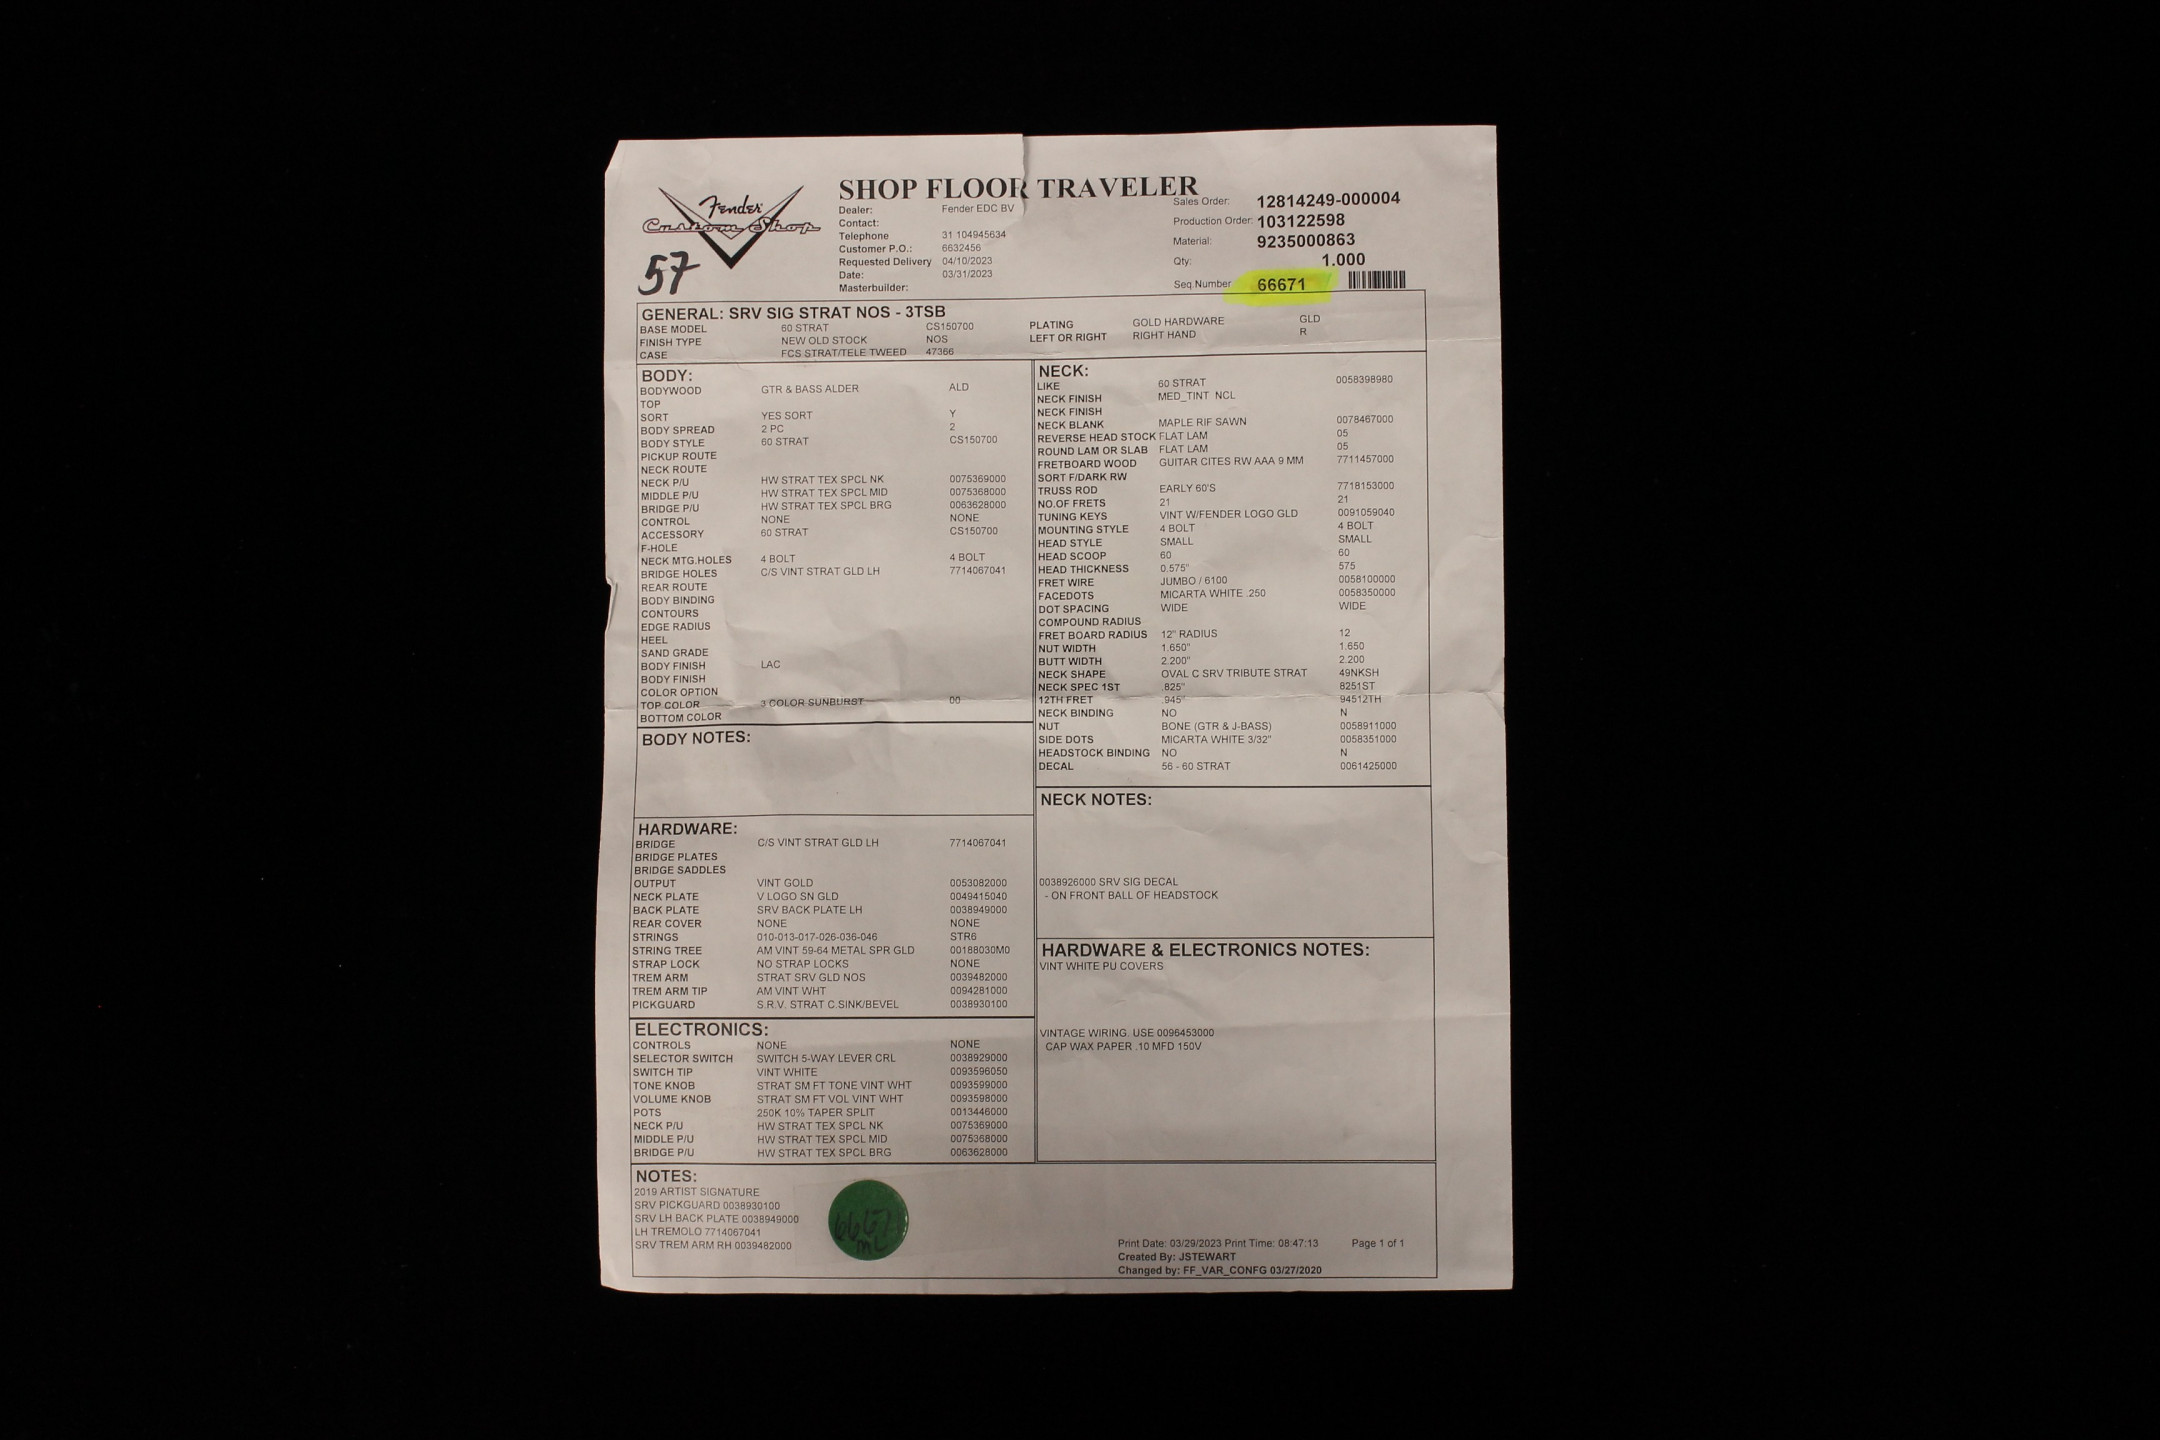 Fender
Custom Shop
57
SHOP FLOOR TRAVELER
Dealer: Fender EDC BV
Contact:
Telephone 31 104945634
Customer P.O.: 6632456
Requested Delivery 04/10/2023
Date: 03/31/2023
Masterbuilder:
Sales Order: 12814249-000004
Production Order: 103122598
Material: 9235000863
Qty: 1.000
Seq.Number 66671
GENERAL: SRV SIG STRAT NOS - 3TSB
BASE MODEL 60 STRAT CS150700 PLATING GOLD HARDWARE GLD
FINISH TYPE NEW OLD STOCK NOS LEFT OR RIGHT RIGHT HAND R
CASE FCS STRAT/TELE TWEED 47366
BODY:
BODYWOOD GTR & BASS ALDER ALD
TOP
SORT YES SORT Y
BODY SPREAD 2 PC 2
BODY STYLE 60 STRAT CS150700
PICKUP ROUTE
NECK ROUTE
NECK P/U HW STRAT TEX SPCL NK 0075369000
MIDDLE P/U HW STRAT TEX SPCL MID 0075368000
BRIDGE P/U HW STRAT TEX SPCL BRG 0063628000
CONTROL NONE NONE
ACCESSORY 60 STRAT CS150700
F-HOLE
NECK MTG.HOLES 4 BOLT 4 BOLT
BRIDGE HOLES C/S VINT STRAT GLD LH 7714067041
REAR ROUTE
BODY BINDING
CONTOURS
EDGE RADIUS
HEEL
SAND GRADE
BODY FINISH LAC
BODY FINISH
COLOR OPTION
TOP COLOR 3 COLOR SUNBURST 00
BOTTOM COLOR
BODY NOTES:
HARDWARE:
BRIDGE C/S VINT STRAT GLD LH 7714067041
BRIDGE PLATES
BRIDGE SADDLES
OUTPUT VINT GOLD 0053082000
NECK PLATE V LOGO SN GLD 0049415040
BACK PLATE SRV BACK PLATE LH 0038949000
REAR COVER NONE NONE
STRINGS 010-013-017-026-036-046 STR6
STRING TREE AM VINT 59-64 METAL SPR GLD 00188030M0
STRAP LOCK NO STRAP LOCKS NONE
TREM ARM STRAT SRV GLD NOS 0039482000
TREM ARM TIP AM VINT WHT 0094281000
PICKGUARD S.R.V. STRAT C.SINK/BEVEL 0038930100
ELECTRONICS:
CONTROLS NONE NONE
SELECTOR SWITCH SWITCH 5-WAY LEVER CRL 0038929000
SWITCH TIP VINT WHITE 0093596050
TONE KNOB STRAT SM FT TONE VINT WHT 0093599000
VOLUME KNOB STRAT SM FT VOL VINT WHT 0093598000
POTS 250K 10% TAPER SPLIT 0013446000
NECK P/U HW STRAT TEX SPCL NK 0075369000
MIDDLE P/U HW STRAT TEX SPCL MID 0075368000
BRIDGE P/U HW STRAT TEX SPCL BRG 0063628000
NECK:
LIKE 60 STRAT 0058398980
NECK FINISH MED_TINT NCL
NECK FINISH
NECK BLANK MAPLE RIF SAWN 0078467000
REVERSE HEAD STOCK FLAT LAM 05
ROUND LAM OR SLAB FLAT LAM 05
FRETBOARD WOOD GUITAR CITES RW AAA 9 MM 7711457000
SORT F/DARK RW
TRUSS ROD EARLY 60'S 7718153000
NO.OF FRETS 21 21
TUNING KEYS VINT W/FENDER LOGO GLD 0091059040
MOUNTING STYLE 4 BOLT 4 BOLT
HEAD STYLE SMALL SMALL
HEAD SCOOP 60 60
HEAD THICKNESS 0.575" 575
FRET WIRE JUMBO / 6100 0058100000
FACEDOTS MICARTA WHITE .250 0058350000
DOT SPACING WIDE WIDE
COMPOUND RADIUS
FRET BOARD RADIUS 12" RADIUS 12
NUT WIDTH 1.650" 1.650
BUTT WIDTH 2.200" 2.200
NECK SHAPE OVAL C SRV TRIBUTE STRAT 49NKSH
NECK SPEC 1ST .825" 8251ST
12TH FRET .945" 94512TH
NECK BINDING NO N
NUT BONE (GTR & J-BASS) 0058911000
SIDE DOTS MICARTA WHITE 3/32" 0058351000
HEADSTOCK BINDING NO N
DECAL 56 - 60 STRAT 0061425000
NECK NOTES:
0038926000 SRV SIG DECAL
- ON FRONT BALL OF HEADSTOCK
HARDWARE & ELECTRONICS NOTES:
VINT WHITE PU COVERS
VINTAGE WIRING. USE 0096453000
CAP WAX PAPER .10 MFD 150V
NOTES:
2019 ARTIST SIGNATURE
SRV PICKGUARD 0038930100
SRV LH BACK PLATE 0038949000
LH TREMOLO 7714067041
SRV TREM ARM RH 0039482000
Print Date: 03/29/2023 Print Time: 08:47:13 Page 1 of 1
Created By: JSTEWART
Changed by: FF_VAR_CONFG 03/27/2020